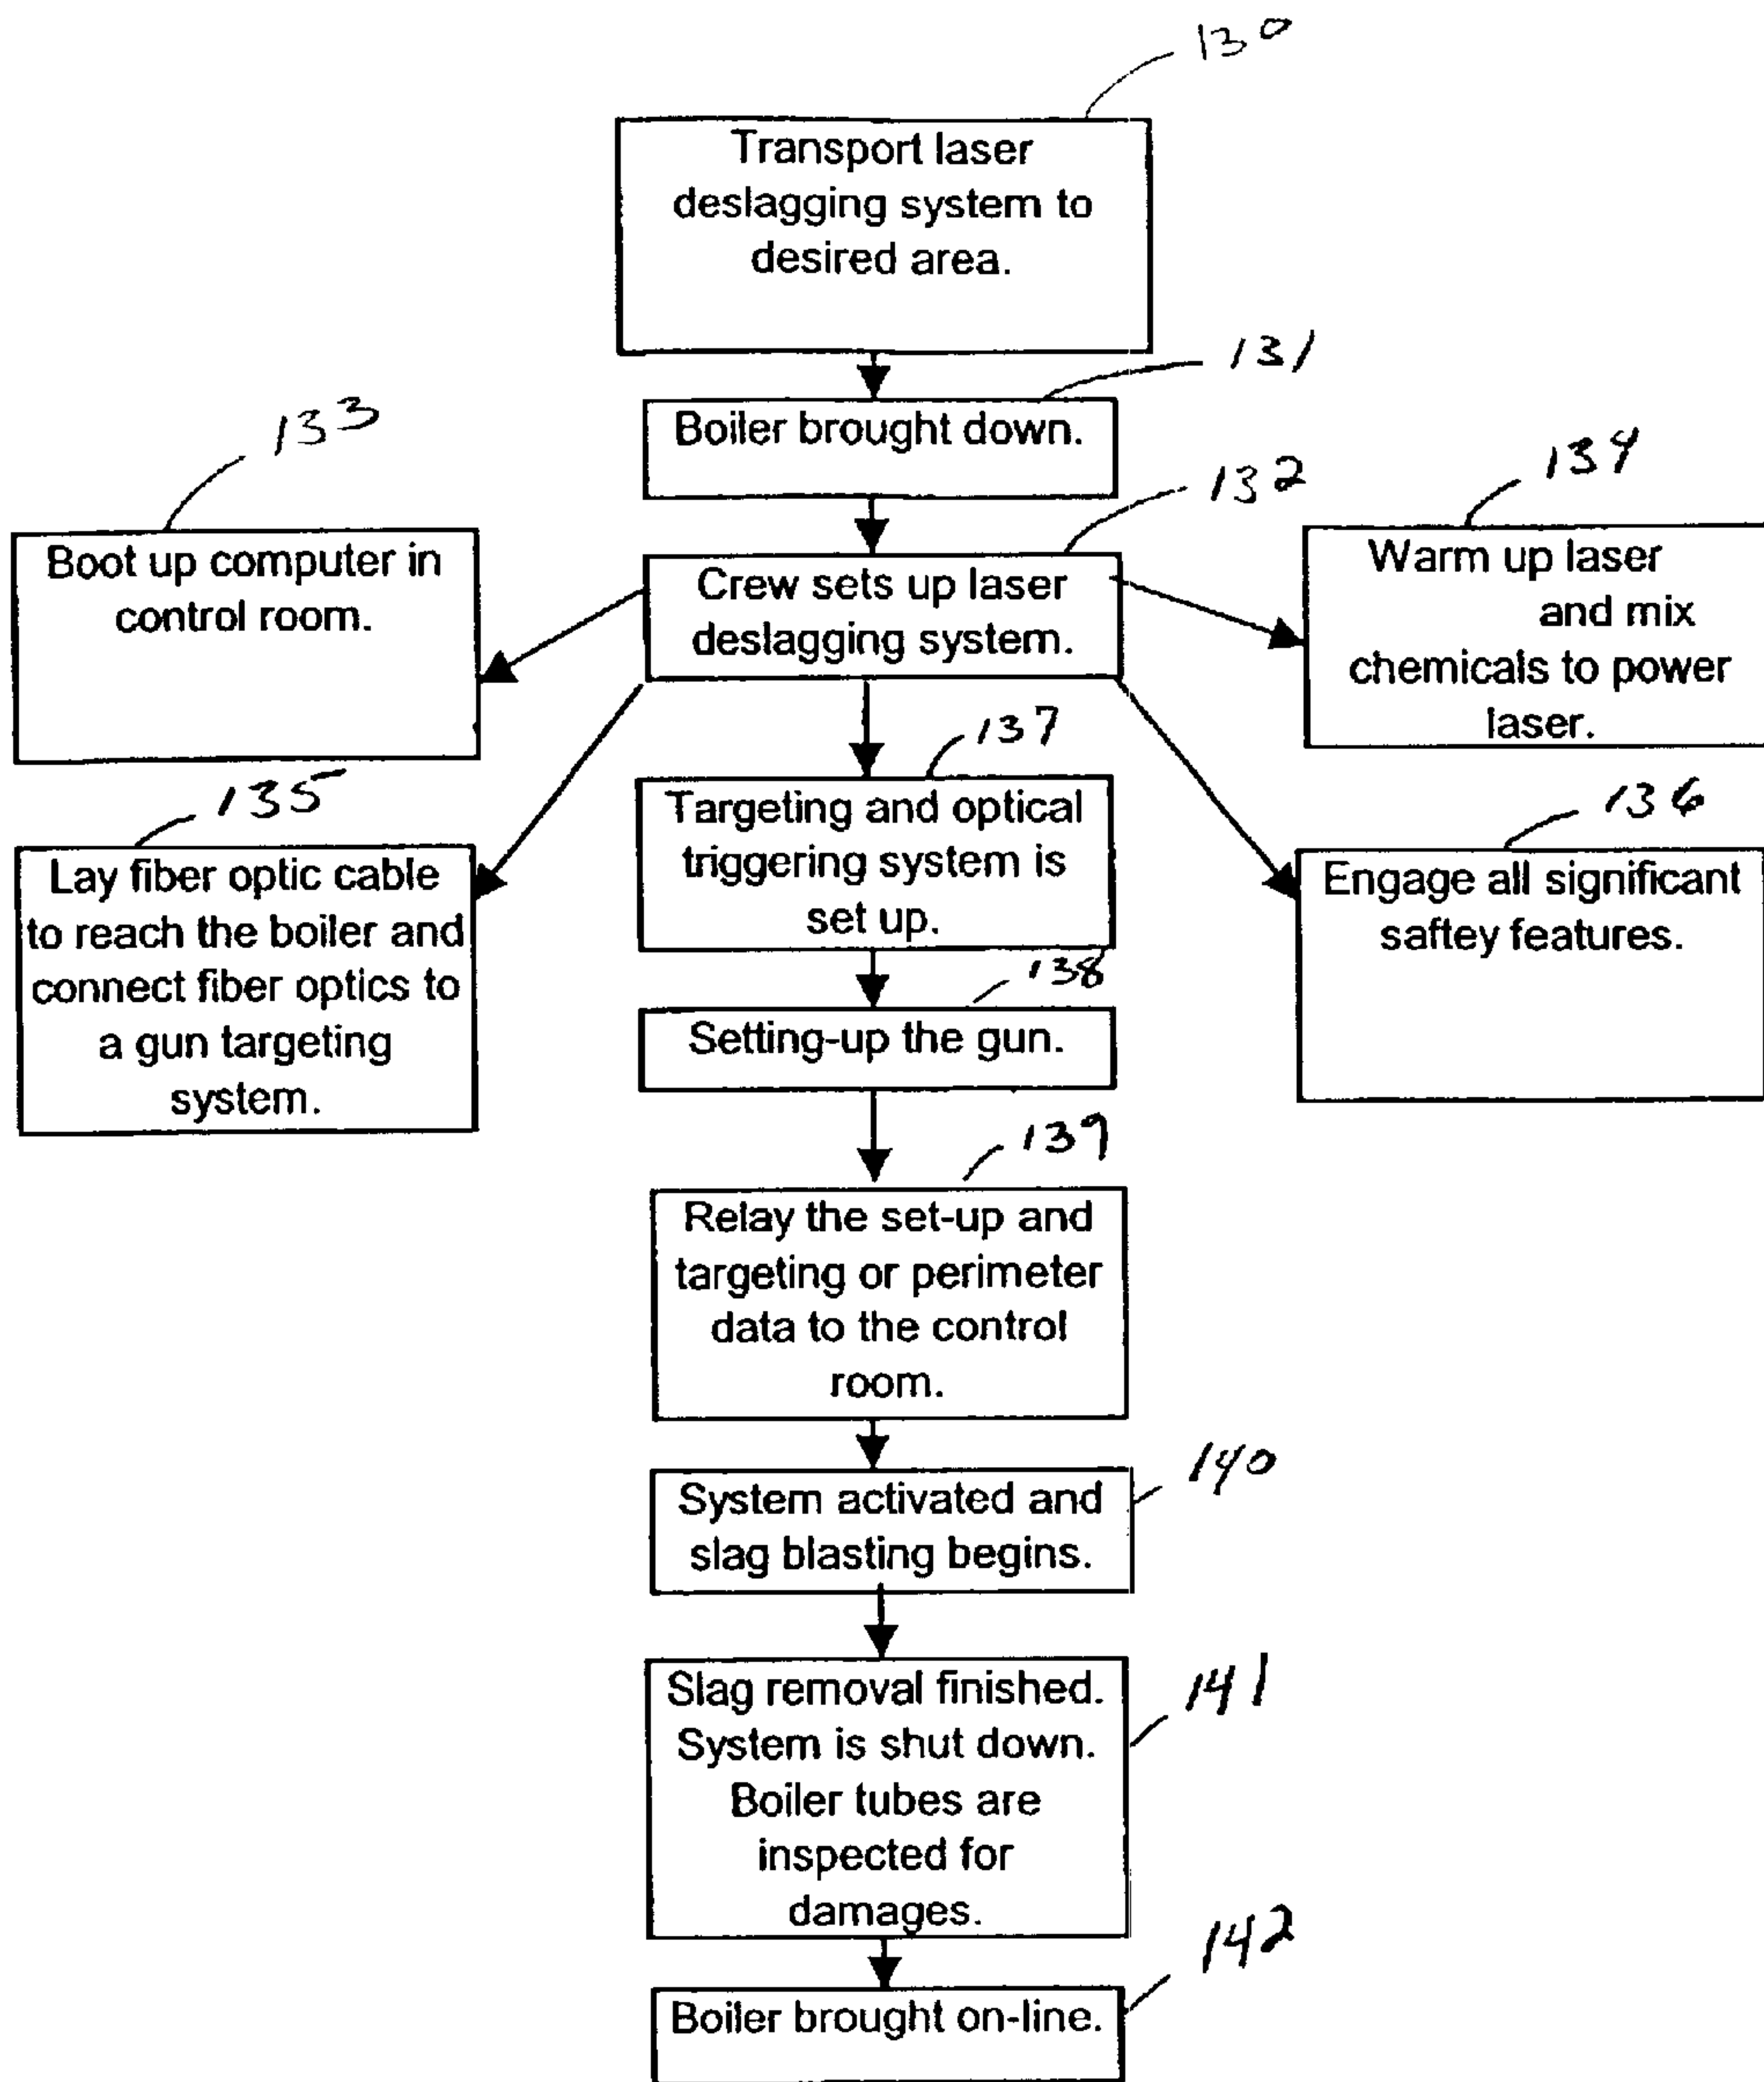 130
Transport laser
deslagging system to
desired area.
131
Boiler brought down.
132
Crew sets up laser
deslagging system.
133
Boot up computer in
control room.
134
Warm up laser
and mix
chemicals to power
laser.
135
Lay fiber optic cable
to reach the boiler and
connect fiber optics to
a gun targeting
system.
137
Targeting and optical
triggering system is
set up.
136
Engage all significant
saftey features.
138
Setting-up the gun.
139
Relay the set-up and
targeting or perimeter
data to the control
room.
140
System activated and
slag blasting begins.
141
Slag removal finished.
System is shut down.
Boiler tubes are
inspected for
damages.
142
Boiler brought on-line.